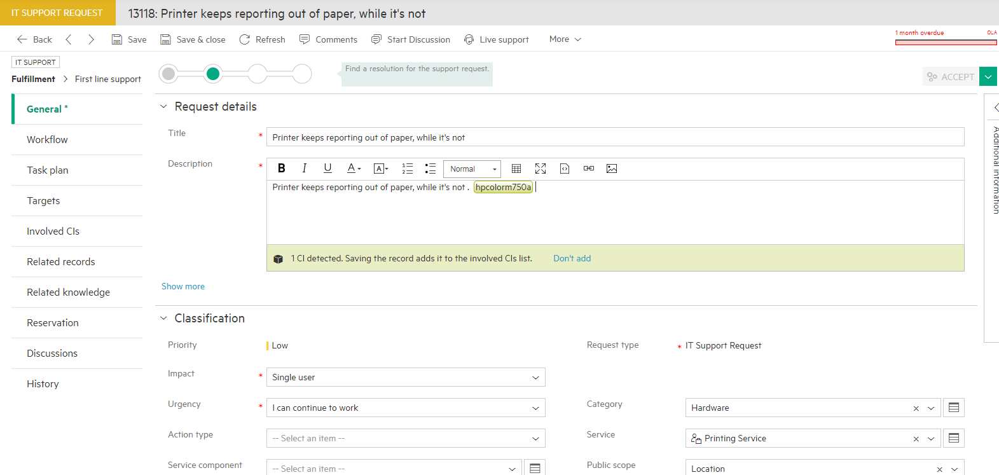 IT SUPPORT REQUEST
13118: Printer keeps reporting out of paper, while it's not
Back
Save
Save & close
Refresh
Comments
Start Discussion
Live support
More
1 month overdue
OLA
IT SUPPORT
Fulfillment > First line support
Find a resolution for the support request.
ACCEPT
General *
Workflow
Task plan
Targets
Involved CIs
Related records
Related knowledge
Reservation
Discussions
History
Request details
Title * Printer keeps reporting out of paper, while it's not
Description *
B I U A A Normal
Printer keeps reporting out of paper, while it's not . hpcolorm750a
1 CI detected. Saving the record adds it to the involved CIs list. Don't add
Show more
Classification
Priority Low
Request type * IT Support Request
Impact * Single user
Urgency * I can continue to work
Category Hardware
Action type -- Select an item --
Service Printing Service
Service component -- Select an item --
Public scope Location
Additional information